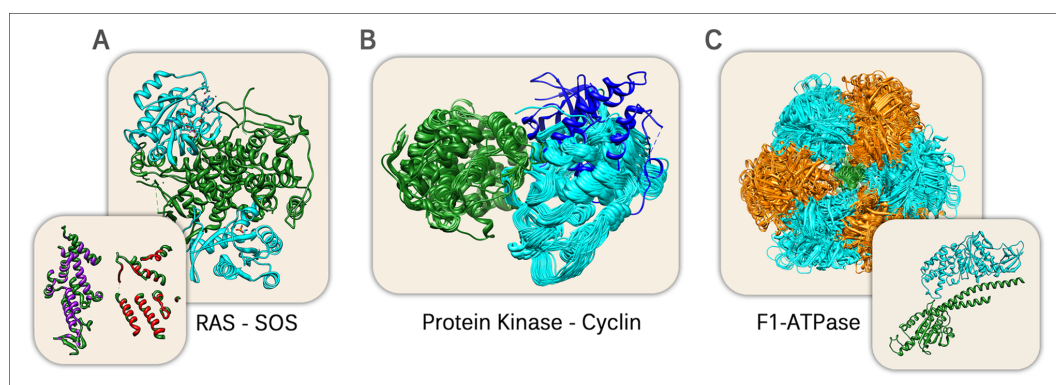 A
B
C
RAS - SOS
Protein Kinase - Cyclin
F1-ATPase